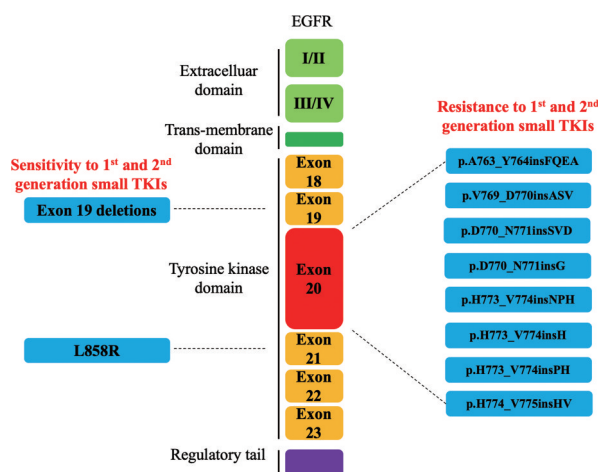 EGFR
I/II
Extracelluar
domain
III/IV
Trans-membrane
domain
Sensitivity to 1st and 2nd
generation small TKIs
Exon 19 deletions
L858R
Exon
18
Exon
19
Tyrosine kinase
domain
Exon
20
Exon
21
Exon
22
Exon
23
Regulatory tail
Resistance to 1st and 2nd
generation small TKIs
p.A763_Y764insFQEA
p.V769_D770insASV
p.D770_N771insSVD
p.D770_N771insG
p.H773_V774insNPH
p.H773_V774insH
p.H773_V774insPH
p.H774_V775insHV